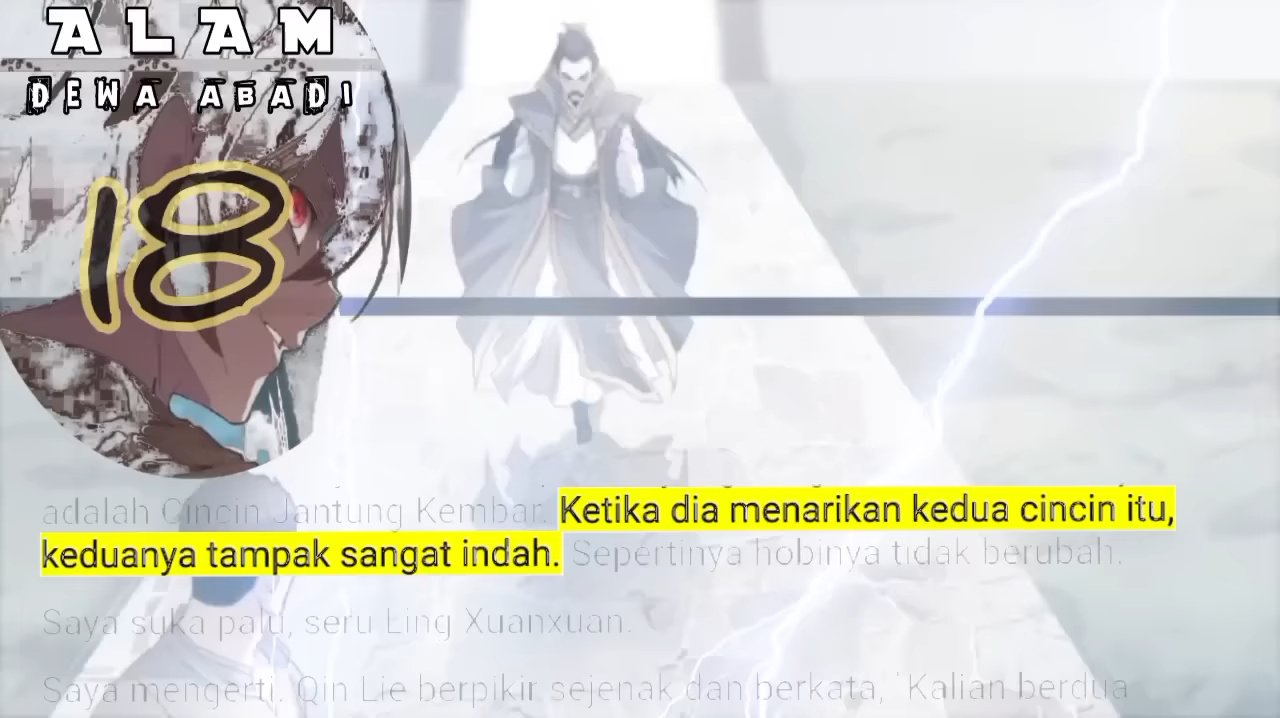 ALAM
DEWA ABADI
18
adalah Cincin Jantung Kembar. Ketika dia menarikan kedua cincin itu,
keduanya tampak sangat indah. Sepertinya hobinya tidak berubah.
Saya suka palu, seru Ling Xuanxuan.
Saya mengerti. Qin Lie berpikir sejenak dan berkata, 'Kalian berdua